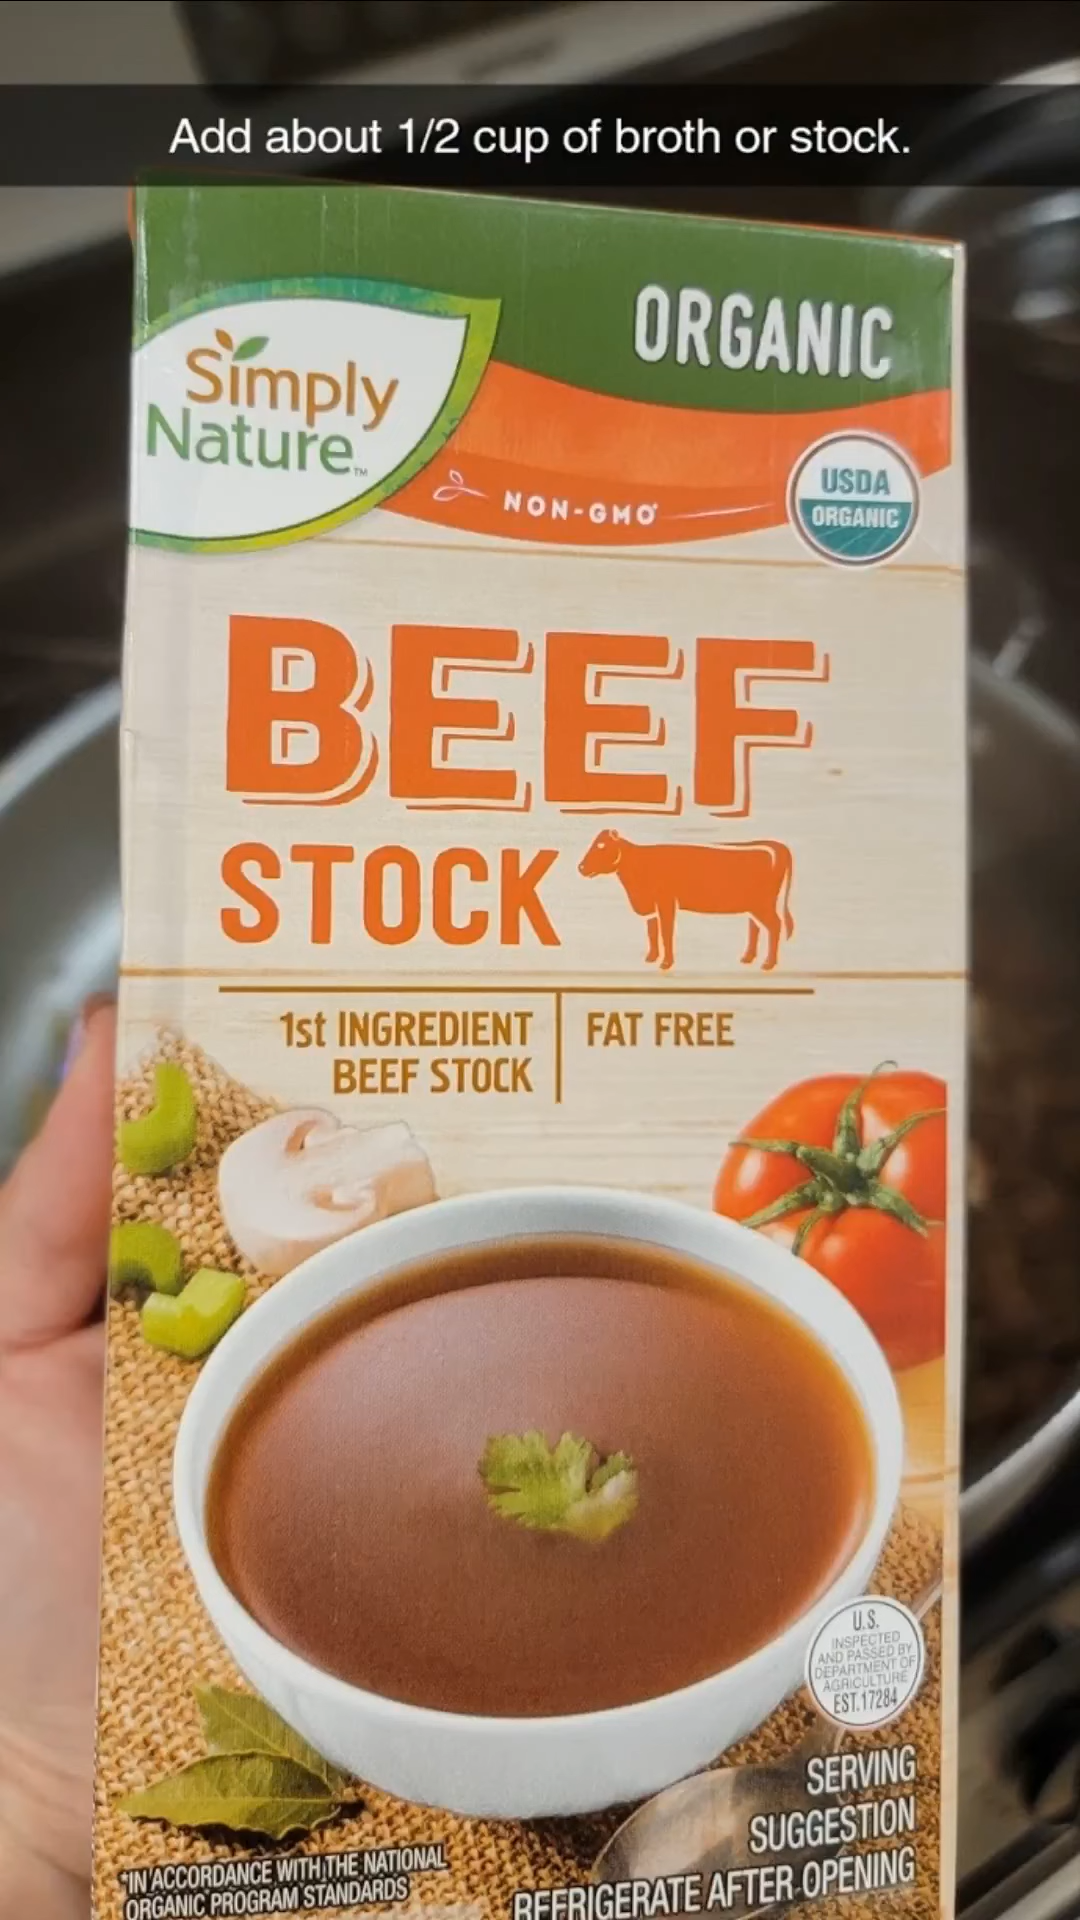 Add about 1/2 cup of broth or stock.
ORGANIC
Simply
Nature™
NON-GMO*
USDA
ORGANIC
BEEF
STOCK
1st INGREDIENT
BEEF STOCK
FAT FREE
U.S.
INSPECTED
AND PASSED BY
DEPARTMENT OF
AGRICULTURE
EST.17284
SERVING
SUGGESTION
REFRIGERATE AFTER OPENING
*IN ACCORDANCE WITH THE NATIONAL
ORGANIC PROGRAM STANDARDS